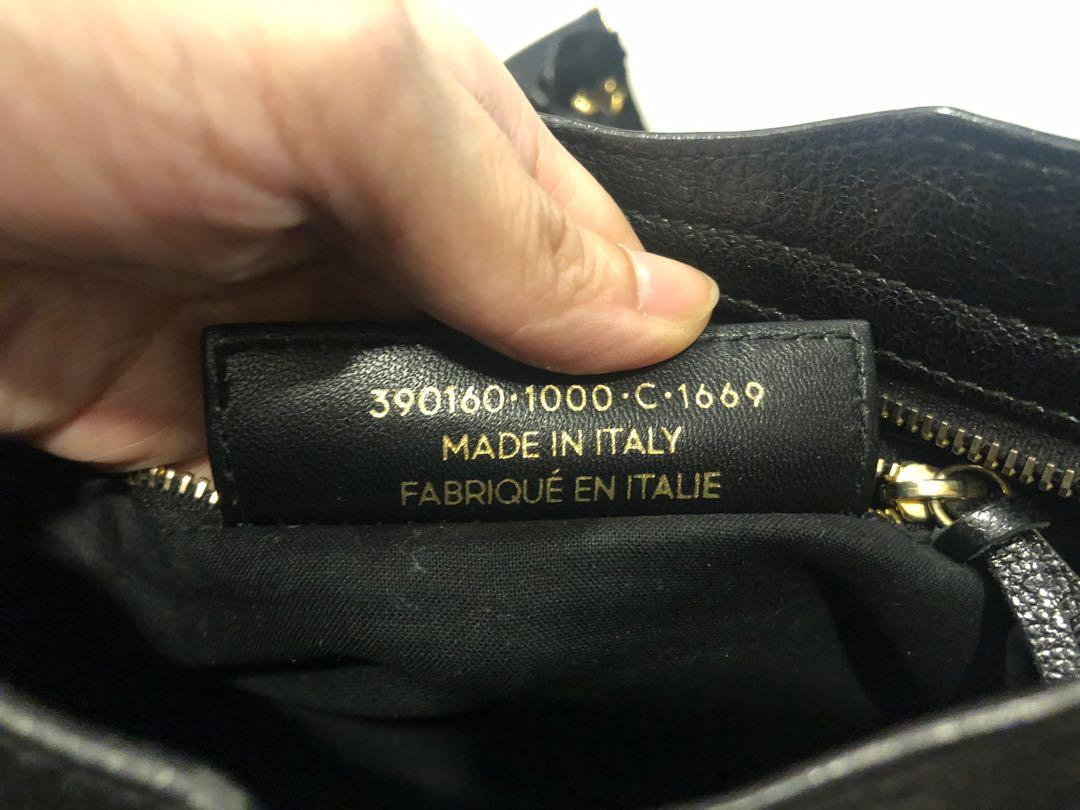 390160·1000·C·1669
MADE IN ITALY
FABRIQUÉ EN ITALIE